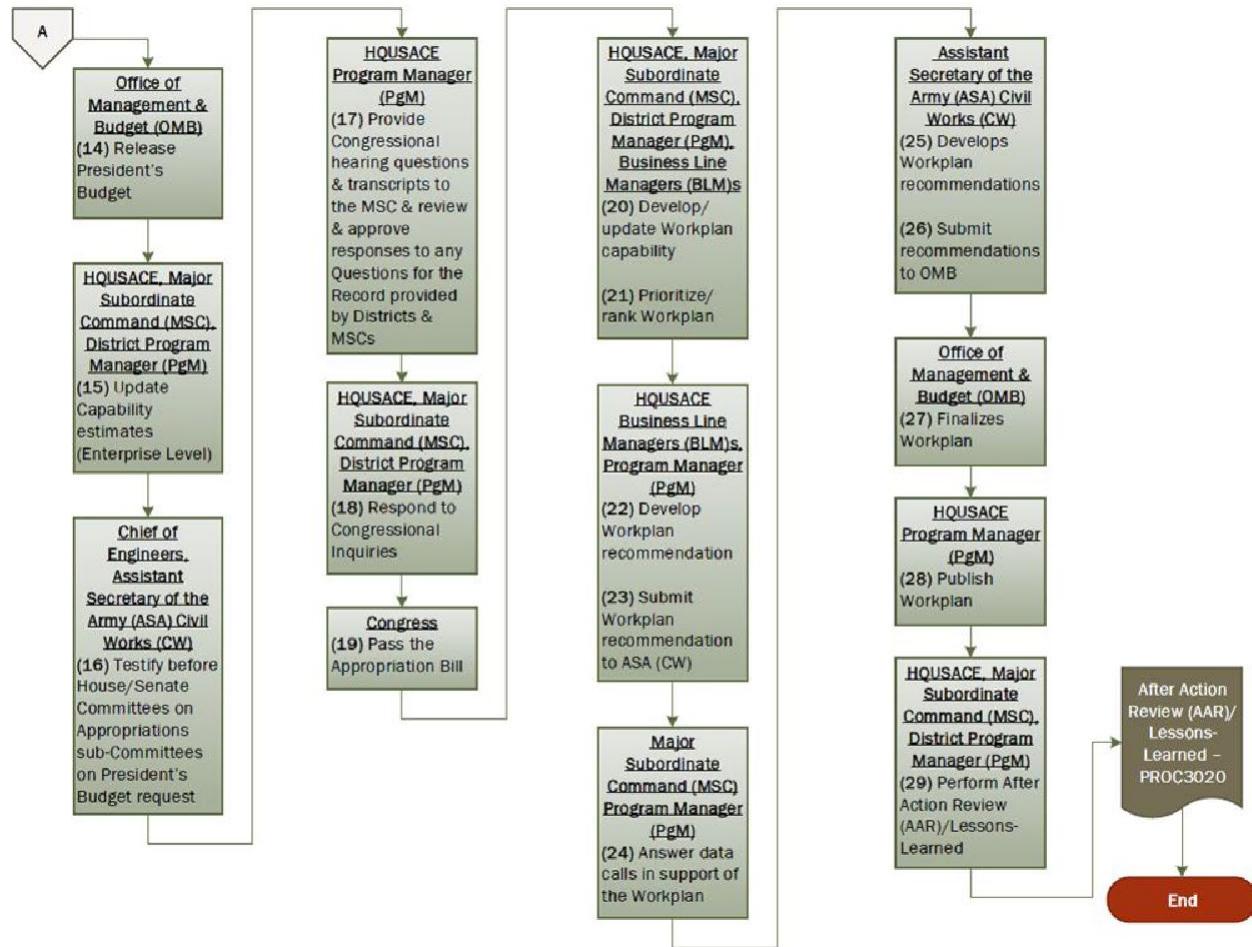 A
Office of
Management &
Budget (OMB)
(14) Release
President's
Budget
HQUSACE, Major
Subordinate
Command (MSC),
District Program
Manager (PgM)
(15) Update
Capability
estimates
(Enterprise Level)
Chief of
Engineers,
Assistant
Secretary of the
Army (ASA) Civil
Works (CW)
(16) Testify before
House/Senate
Committees on
Appropriations
sub-Committees
on President's
Budget request
HQUSACE
Program Manager
(PgM)
(17) Provide
Congressional
hearing questions
& transcripts to
the MSC & review
& approve
responses to any
Questions for the
Record provided
by Districts &
MSCs
HQUSACE, Major
Subordinate
Command (MSC),
District Program
Manager (PgM)
(18) Respond to
Congressional
Inquiries
Congress
(19) Pass the
Appropriation Bill
HQUSACE, Major
Subordinate
Command (MSC),
District Program
Manager (PgM),
Business Line
Managers (BLM)s
(20) Develop/
update Workplan
capability
(21) Prioritize/
rank Workplan
HQUSACE
Business Line
Managers (BLM)s,
Program Manager
(PgM)
(22) Develop
Workplan
recommendation
(23) Submit
Workplan
recommendation
to ASA (CW)
Major
Subordinate
Command (MSC)
Program Manager
(PgM)
(24) Answer data
calls in support of
the Workplan
Assistant
Secretary of the
Army (ASA) Civil
Works (CW)
(25) Develops
Workplan
recommendations
(26) Submit
recommendations
to OMB
Office of
Management &
Budget (OMB)
(27) Finalizes
Workplan
HQUSACE
Program Manager
(PgM)
(28) Publish
Workplan
HQUSACE, Major
Subordinate
Command (MSC),
District Program
Manager (PgM)
(29) Perform After
Action Review
(AAR)/Lessons-
Learned
After Action
Review (AAR)/
Lessons-
Learned –
PROC3020
End